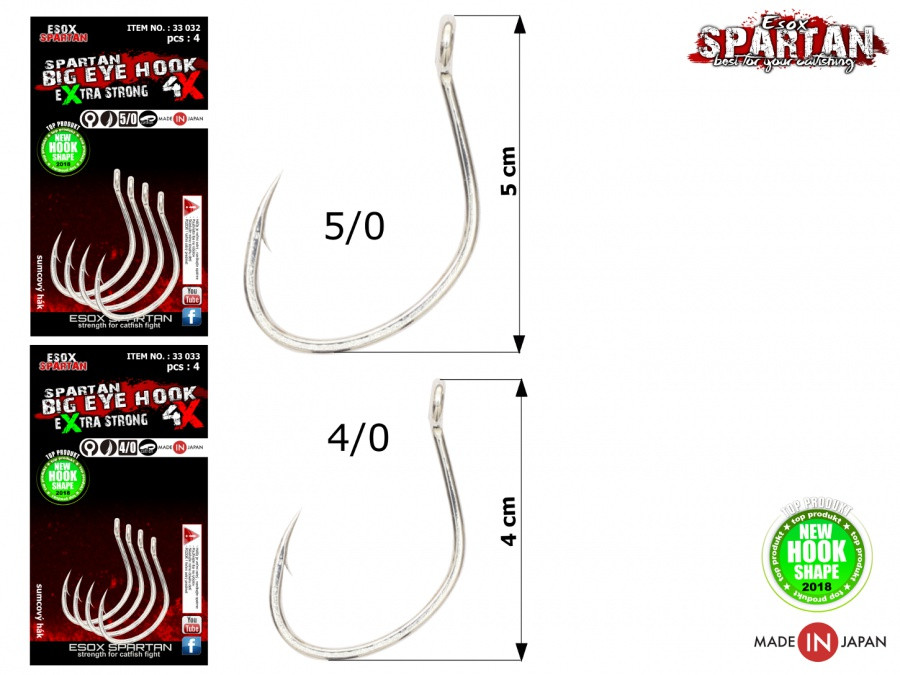 ESOX
SPARTAN
ITEM NO. : 33 032
pcs : 4
SPARTAN
BIG EYE HOOK
EXTRA STRONG 4X
5/0
MADE IN JAPAN
TOP PRODUCT
NEW
HOOK
SHAPE
2018
sumcový hák
You
Tube
ESOX SPARTAN
strength for catfish fight
5/0
5 cm
Esox
SPARTAN
best for your catfishing
ESOX
SPARTAN
ITEM NO. : 33 033
pcs : 4
SPARTAN
BIG EYE HOOK
EXTRA STRONG 4X
4/0
MADE IN JAPAN
TOP PRODUCT
NEW
HOOK
SHAPE
2018
sumcový hák
You
Tube
ESOX SPARTAN
strength for catfish fight
4/0
4 cm
TOP PRODUKT
top produkt
top produkt
NEW
HOOK
SHAPE
2018
top produkt
top produkt
MADE IN JAPAN